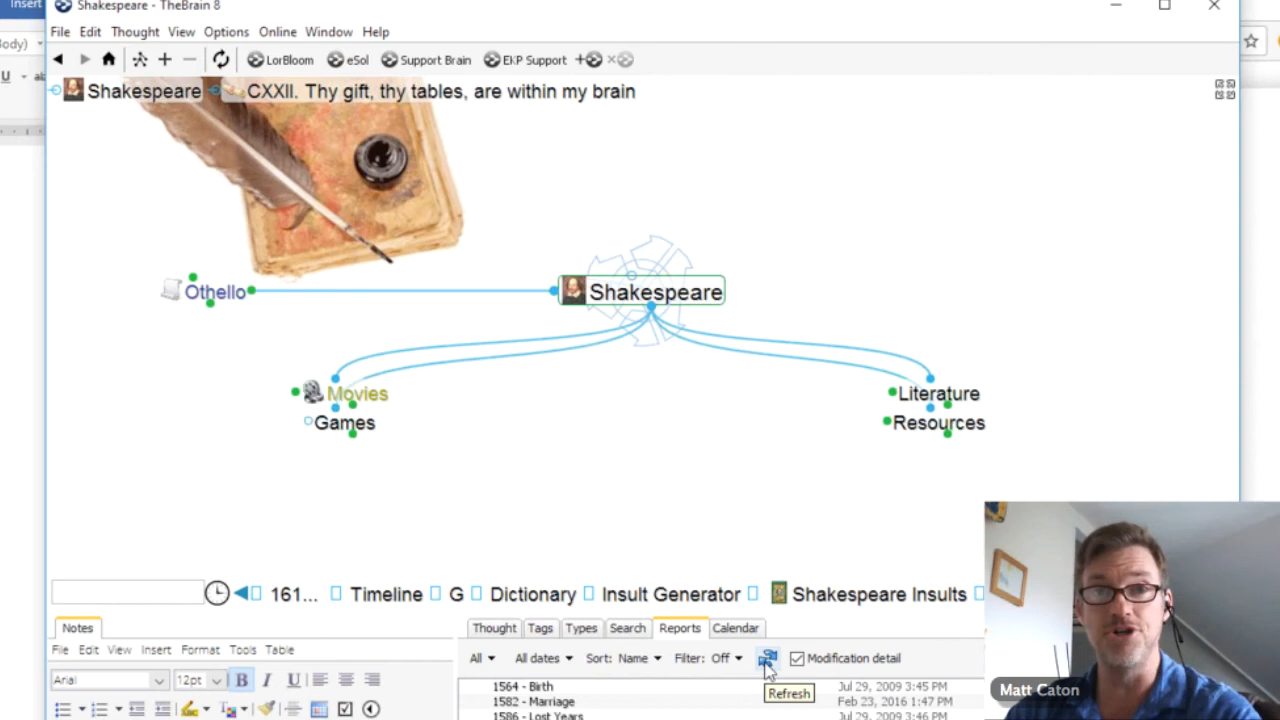 Insert
Shakespeare - TheBrain 8
File Edit Thought View Options Online Window Help
Body)
LorBloom eSol Support Brain EKP Support
U ab
Shakespeare CXXII. Thy gift, thy tables, are within my brain
Othello Shakespeare
Movies Literature
Games Resources
161... Timeline G Dictionary Insult Generator Shakespeare Insults
Notes Thought Tags Types Search Reports Calendar
File Edit View Insert Format Tools Table
All All dates Sort: Name Filter: Off Modification detail
Arial 12pt B I U
Refresh
1564 - Birth Jul 29, 2009 3:45 PM
1582 - Marriage Feb 23, 2016 1:47 PM
1586 - Lost Years Jul 29, 2009 3:46 PM
Matt Caton